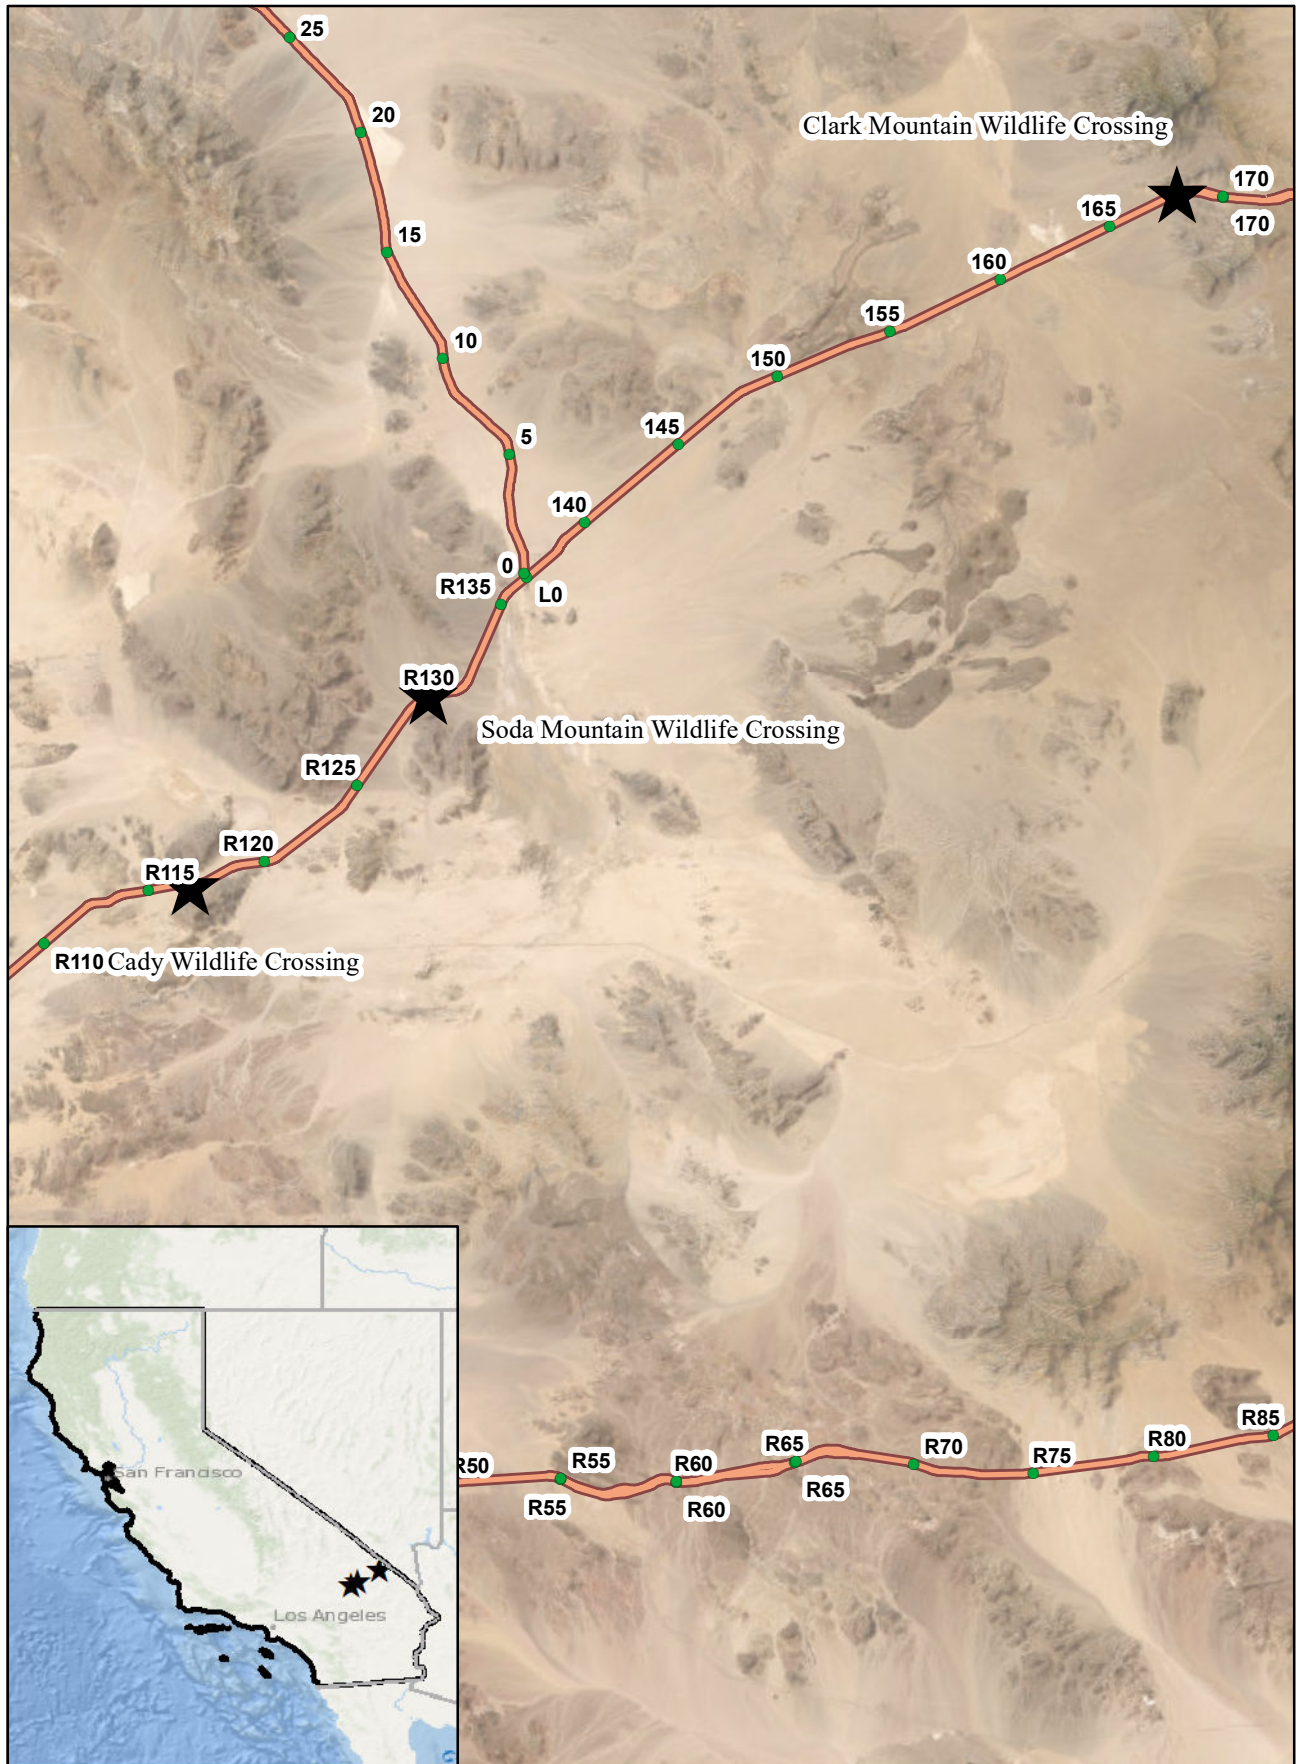 25
20
Clark Mountain Wildlife Crossing
170
165
170
15
160
155
10
150
5
145
140
0
R135
L0
R130
Soda Mountain Wildlife Crossing
R125
R120
R115
R110 Cady Wildlife Crossing
San Francisco
Los Angeles
R85
R80
R65
R70
R75
R50
R55
R60
R65
R55
R60